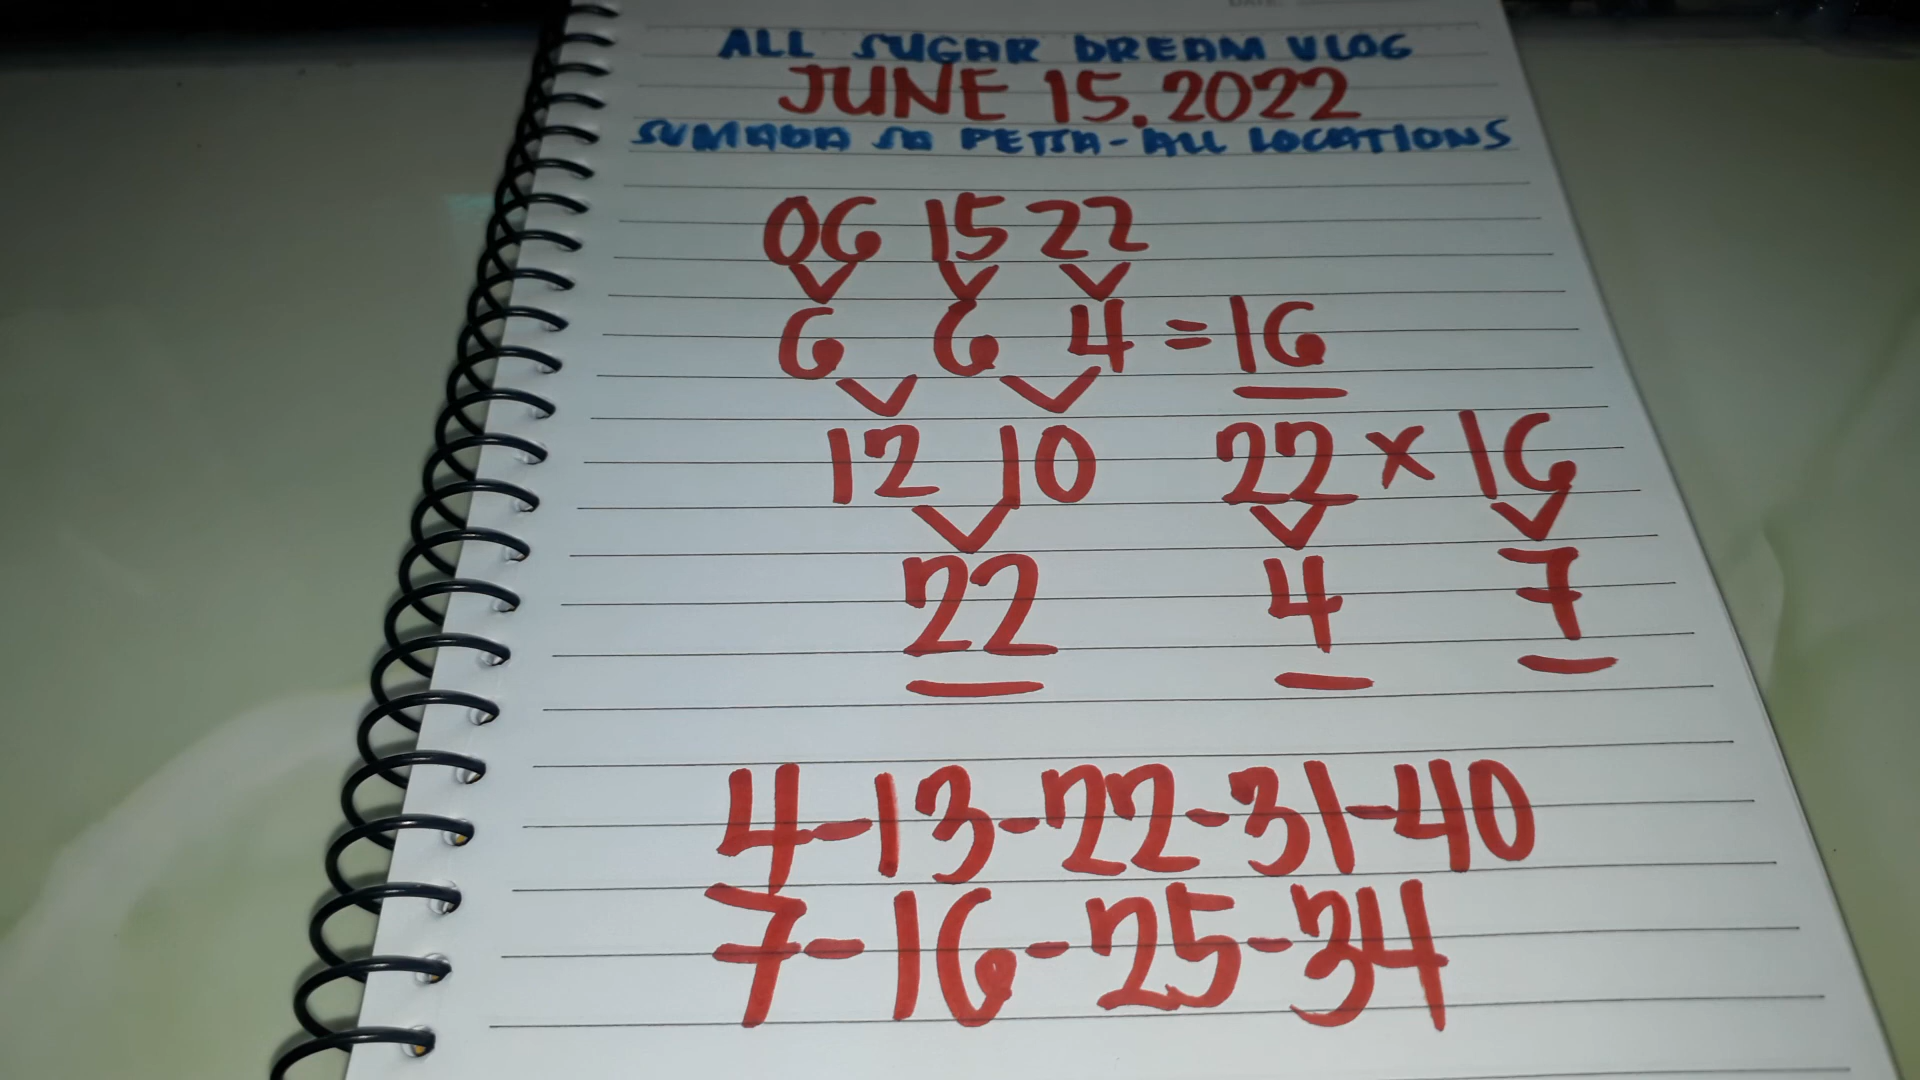 DATE:
ALL SUGAR DREAM VLOG
JUNE 15.2022
SUMADA SA PETSA-ALL LOCATIONS
06 15 22
6 6 4=16
12 10 22 x 16
22 4 7
4-13-22-31-40
7-16-25-34